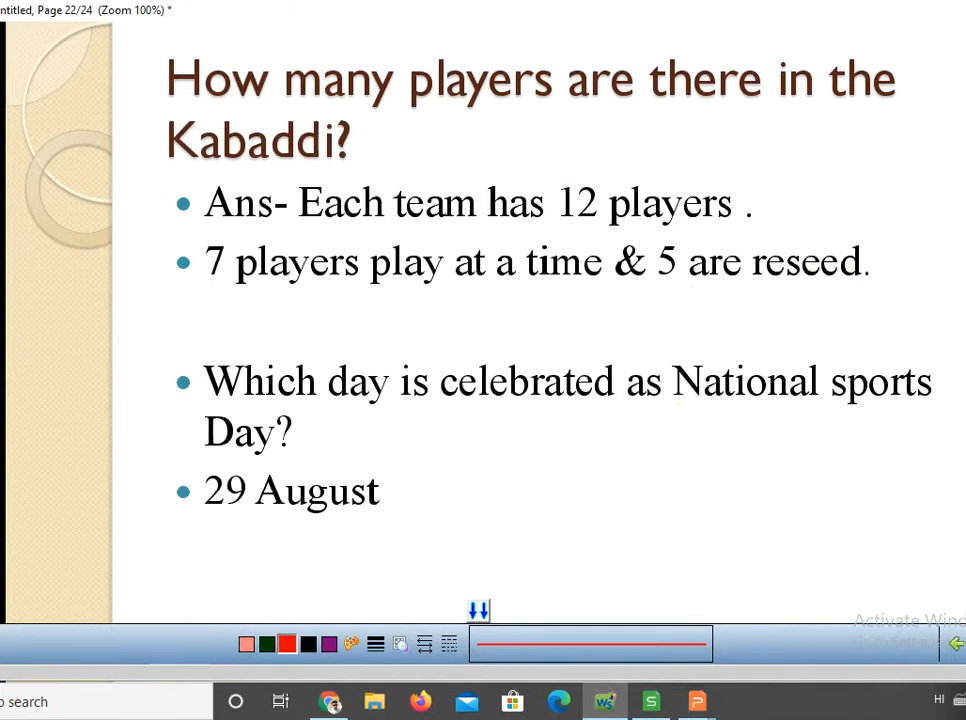 ntitled, Page 22/24 (Zoom 100%) *
How many players are there in the
Kabaddi?
Ans- Each team has 12 players .
7 players play at a time & 5 are reseed.
Which day is celebrated as National sports
Day?
29 August
Activate Wind
to search
HI